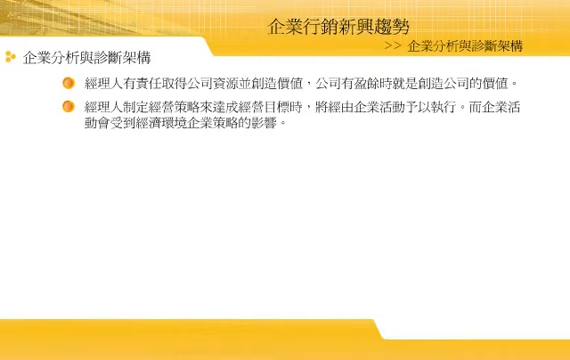 企業行銷新興趨勢
>> 企業分析與診斷架構
企業分析與診斷架構
經理人有責任取得公司資源並創造價值，公司有盈餘時就是創造公司的價值。
經理人制定經營策略來達成經營目標時，將經由企業活動予以執行。而企業活
動會受到經濟環境企業策略的影響。